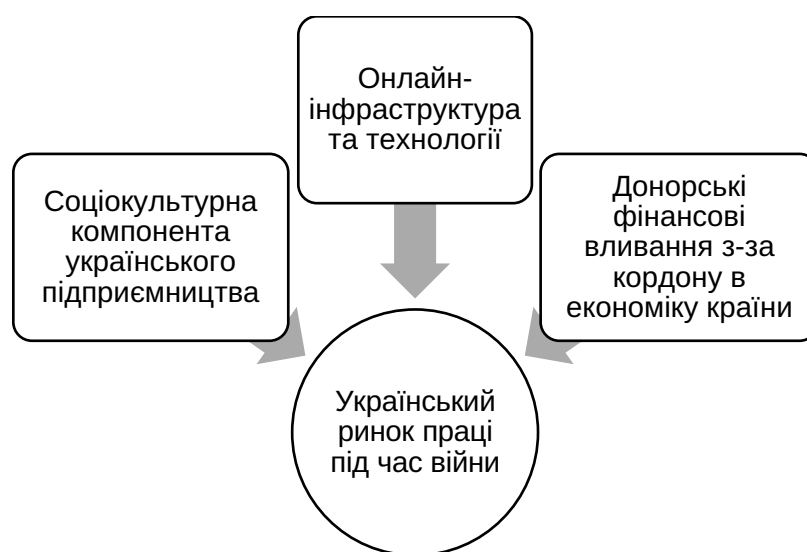 Онлайн-
інфраструктура
та технології
Соціокультурна
компонента
українського
підприємництва
Донорські
фінансові
вливання з-за
кордону в
економіку країни
Український
ринок праці
під час війни